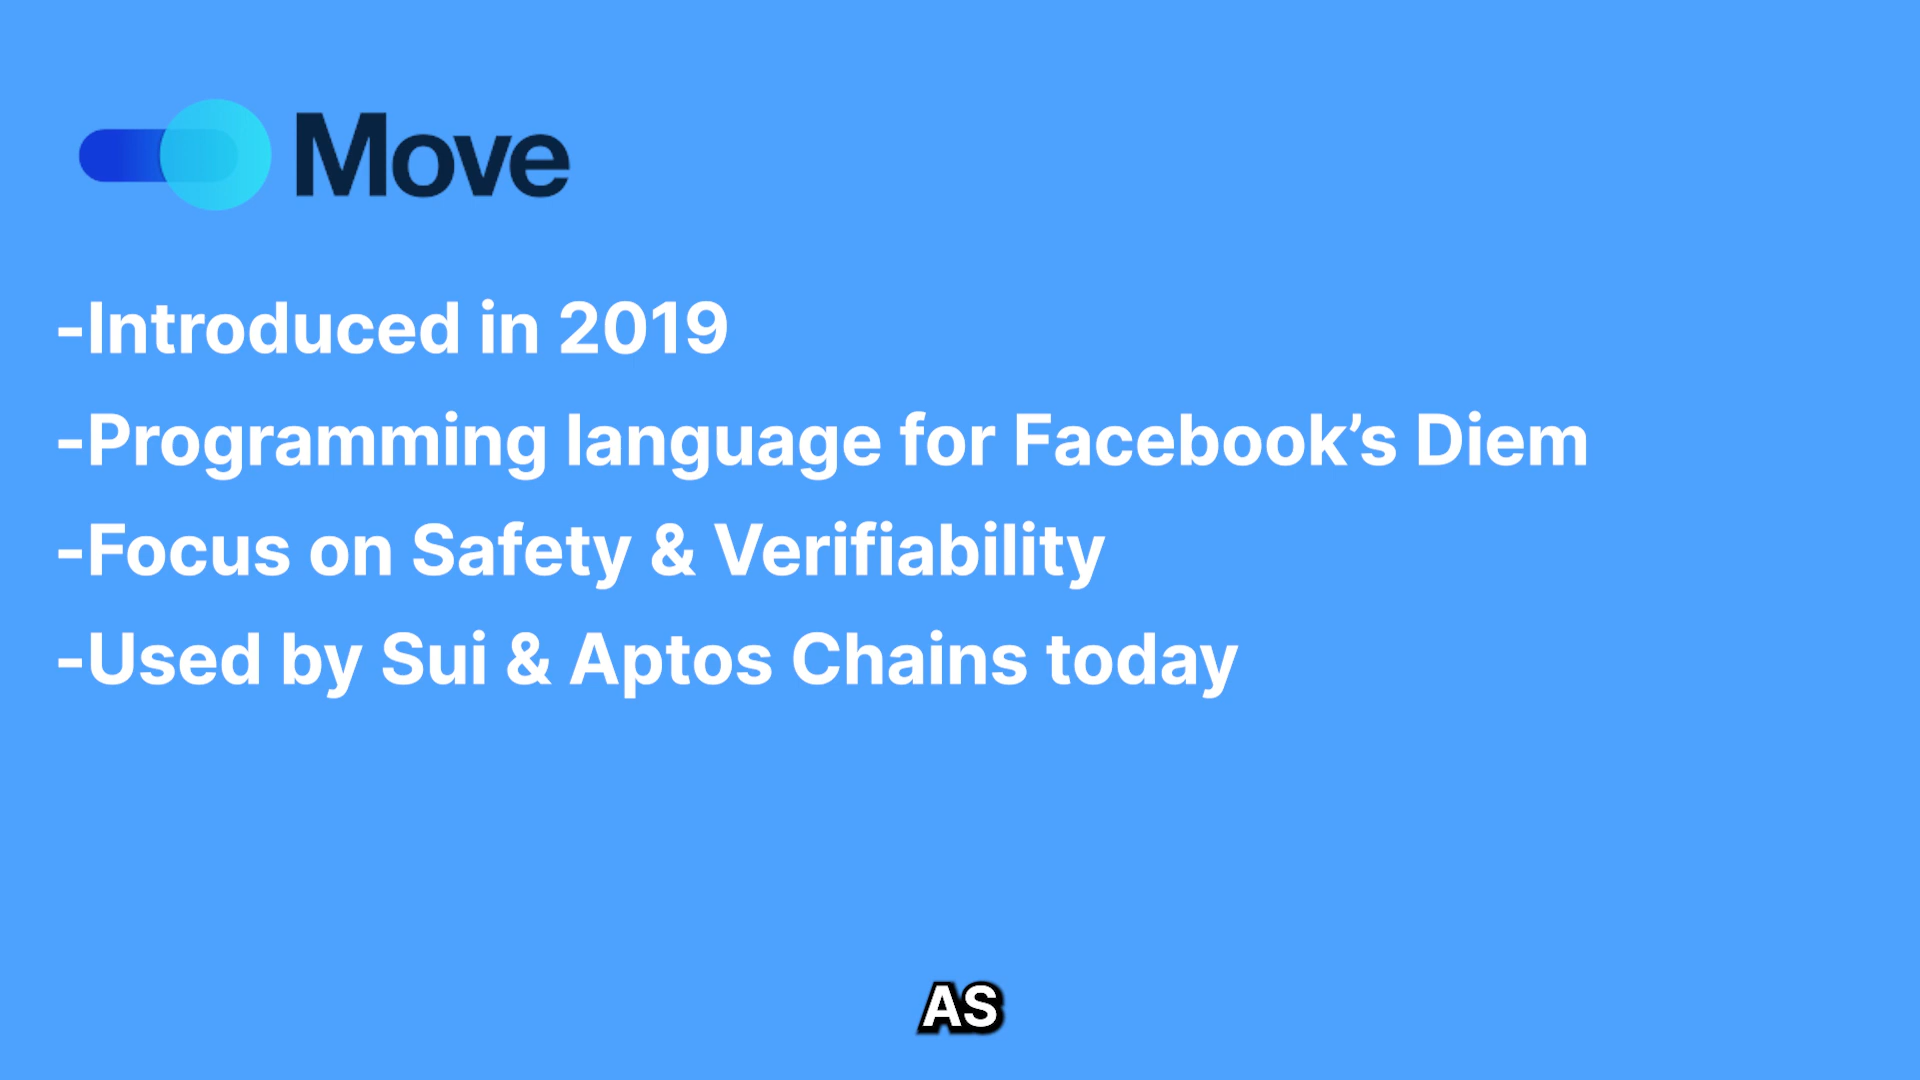 Move
-Introduced in 2019
-Programming language for Facebook’s Diem
-Focus on Safety & Verifiability
-Used by Sui & Aptos Chains today
AS